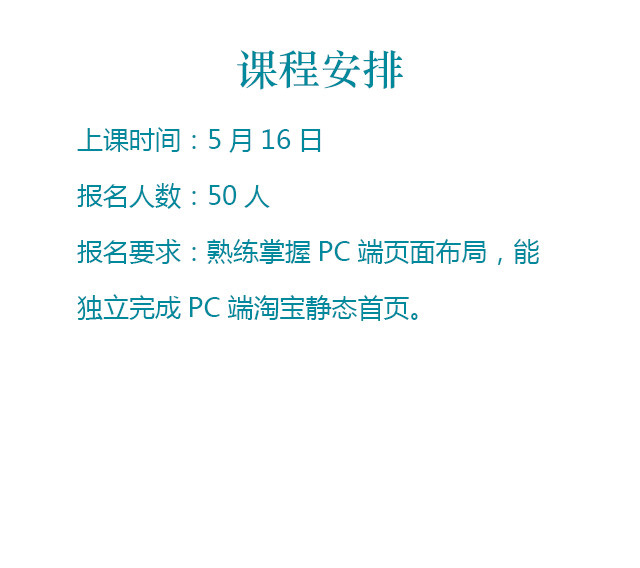 课程安排
上课时间：5 月 16 日
报名人数：50 人
报名要求：熟练掌握 PC 端页面布局，能
独立完成 PC 端淘宝静态首页。